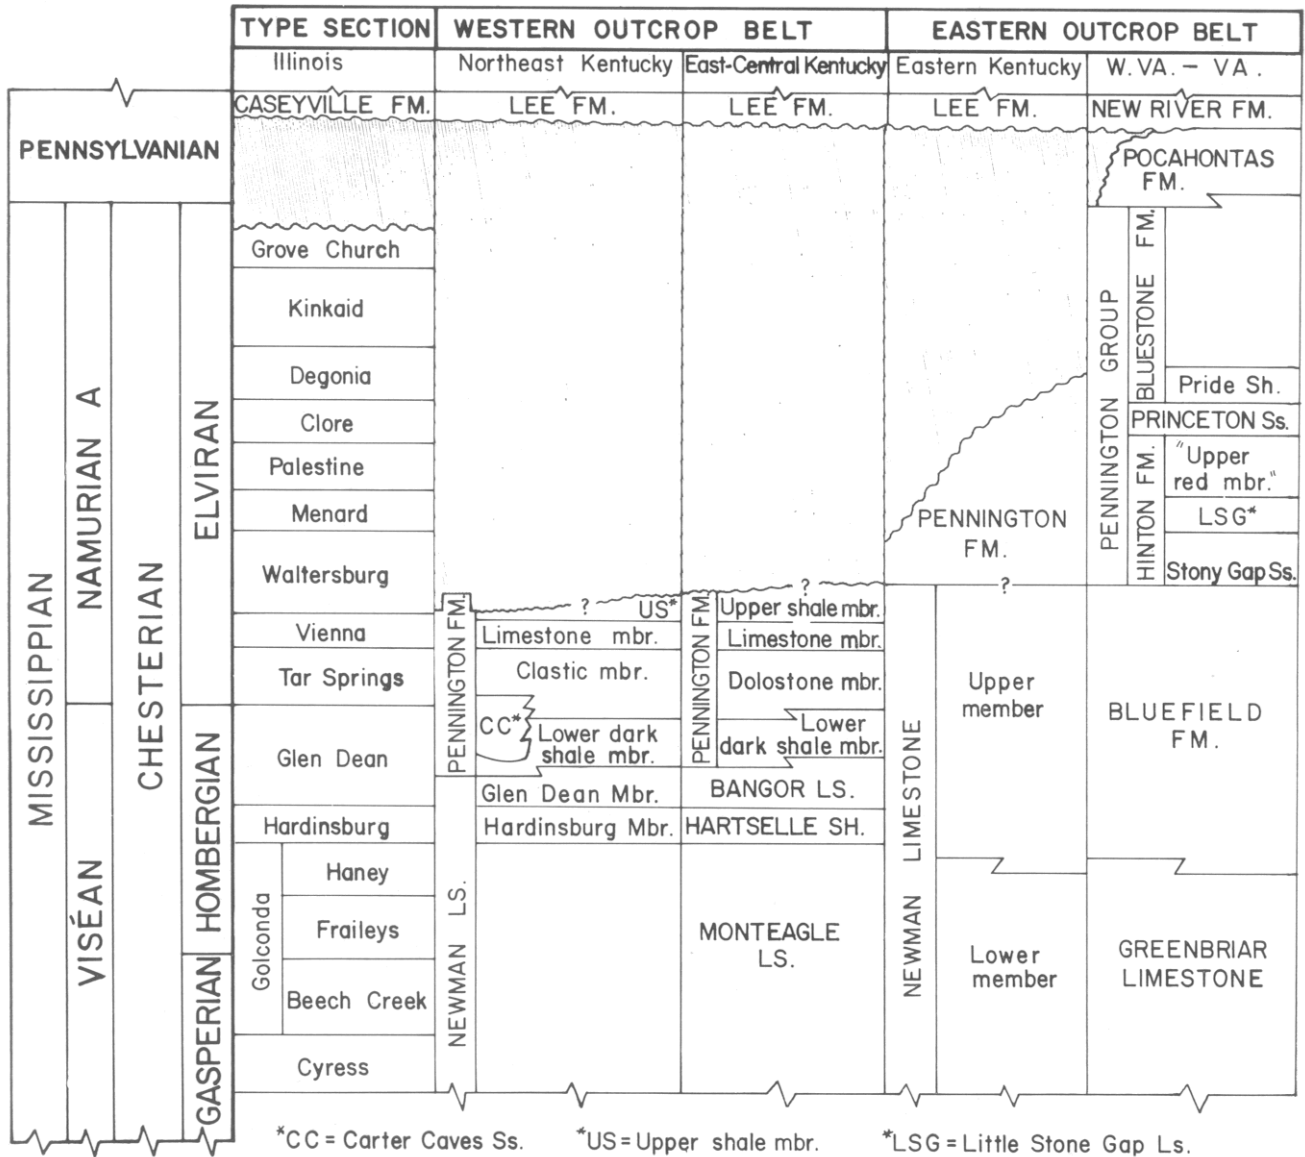 TYPE SECTION
WESTERN OUTCROP BELT
EASTERN OUTCROP BELT
Illinois
Northeast Kentucky
East-Central Kentucky
Eastern Kentucky
W. VA. – VA.
CASEYVILLE FM.
LEE FM.
LEE FM.
LEE FM.
NEW RIVER FM.
PENNSYLVANIAN
POCAHONTAS
FM.
MISSISSIPPIAN
NAMURIAN A
VISÉAN
CHESTERIAN
ELVIRAN
HOMBERGIAN
GASPERIAN
Grove Church
Kinkaid
Degonia
Clore
Palestine
Menard
Waltersburg
Vienna
Tar Springs
Glen Dean
Hardinsburg
Golconda
Haney
Fraileys
Beech Creek
Cyress
PENNINGTON FM.
?
US*
Limestone mbr.
Clastic mbr.
CC*
Lower dark
shale mbr.
Glen Dean Mbr.
Hardinsburg Mbr.
NEWMAN LS.
PENNINGTON FM.
?
Upper shale mbr.
Limestone mbr.
Dolostone mbr.
Lower
dark shale mbr.
BANGOR LS.
HARTSELLE SH.
MONTEAGLE
LS.
PENNINGTON
FM.
?
NEWMAN LIMESTONE
Upper
member
Lower
member
PENNINGTON GROUP
BLUESTONE FM.
Pride Sh.
PRINCETON Ss.
HINTON FM.
"Upper
red mbr."
LSG*
Stony Gap Ss.
BLUEFIELD
FM.
GREENBRIAR
LIMESTONE
*CC = Carter Caves Ss.
*US = Upper shale mbr.
*LSG = Little Stone Gap Ls.